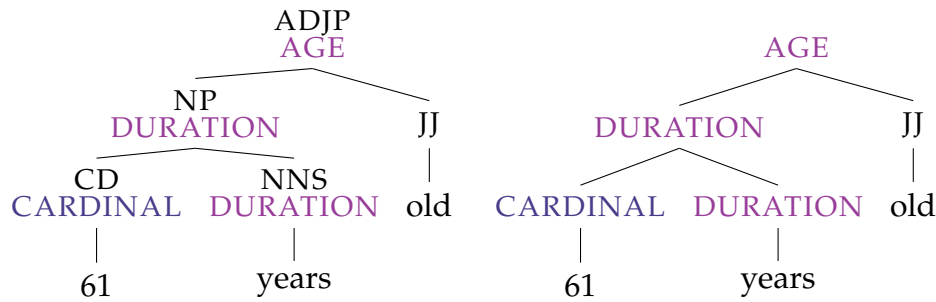 ADJP
AGE
NP
DURATION
JJ
CD
CARDINAL
NNS
DURATION
old
61
years
AGE
DURATION
JJ
CARDINAL
DURATION
old
61
years